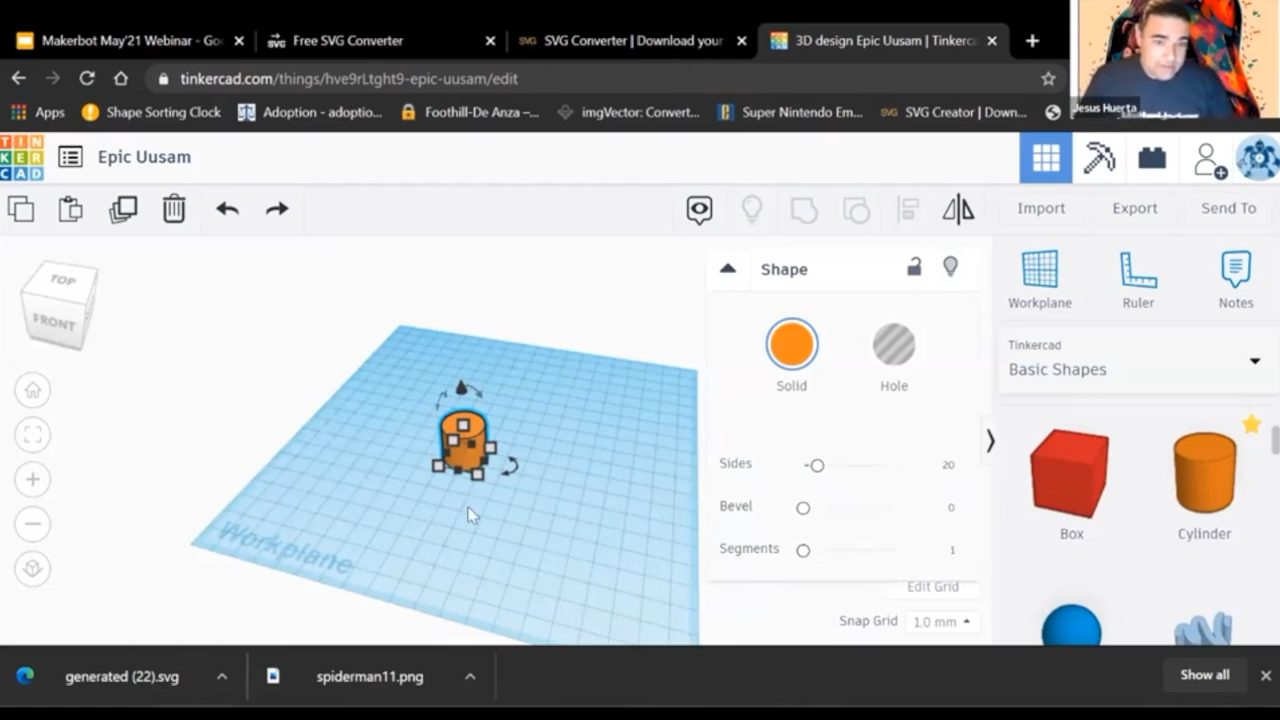 Makerbot May'21 Webinar - Goo
Free SVG Converter
SVG Converter | Download your
3D design Epic Uusam | Tinkerca
tinkercad.com/things/hve9rLtght9-epic-uusam/edit
Apps
Shape Sorting Clock
Adoption - adoptio...
Foothill-De Anza –...
imgVector: Convert...
Super Nintendo Em...
SVG Creator | Down...
Jesus Huerta
TIN
KER
CAD
Epic Uusam
Import
Export
Send To
TOP
FRONT
Shape
Solid
Hole
Sides
20
Bevel
0
Segments
1
Workplane
Edit Grid
Snap Grid
1.0 mm
Workplane
Ruler
Notes
Tinkercad
Basic Shapes
Box
Cylinder
generated (22).svg
spiderman11.png
Show all